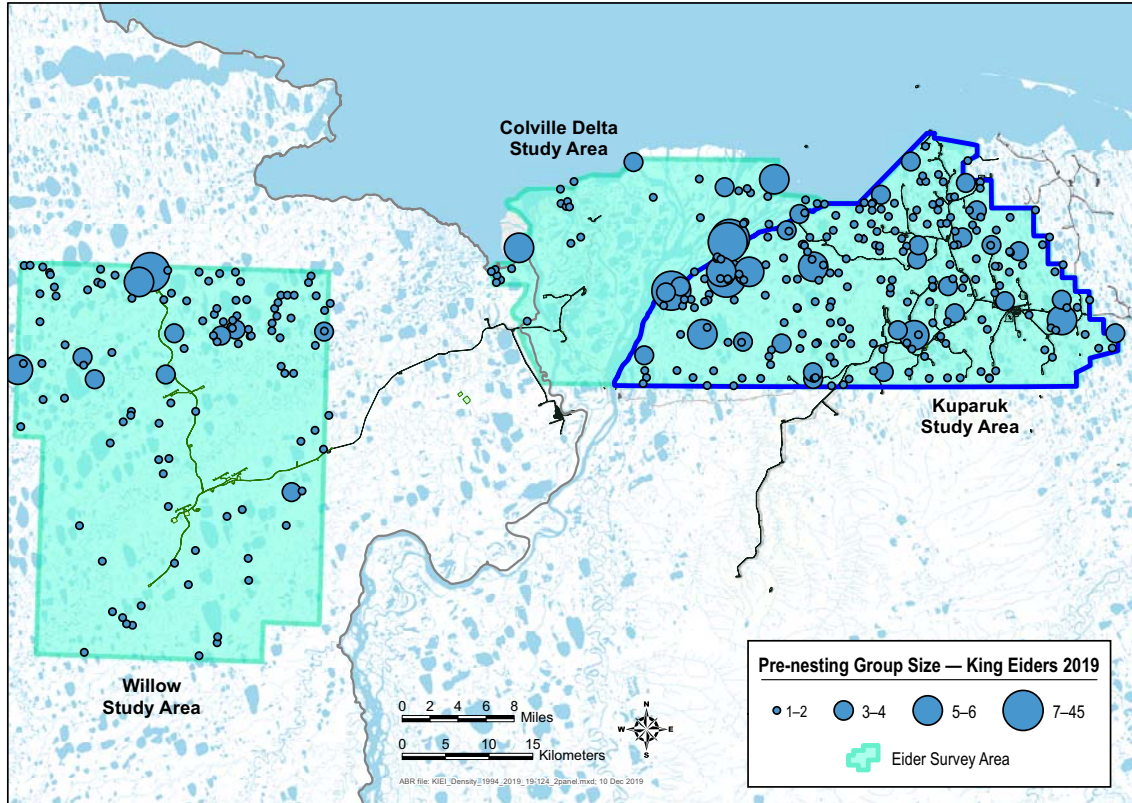 Colville Delta
Study Area
Kuparuk
Study Area
Willow
Study Area
0 2 4 6 8
Miles
0 5 10 15
Kilometers
N
W E
S
ABR file: KIEI_Density_1994_2019_19-124_2panel.mxd; 10 Dec 2019
Pre-nesting Group Size — King Eiders 2019
1–2 3–4 5–6 7–45
Eider Survey Area